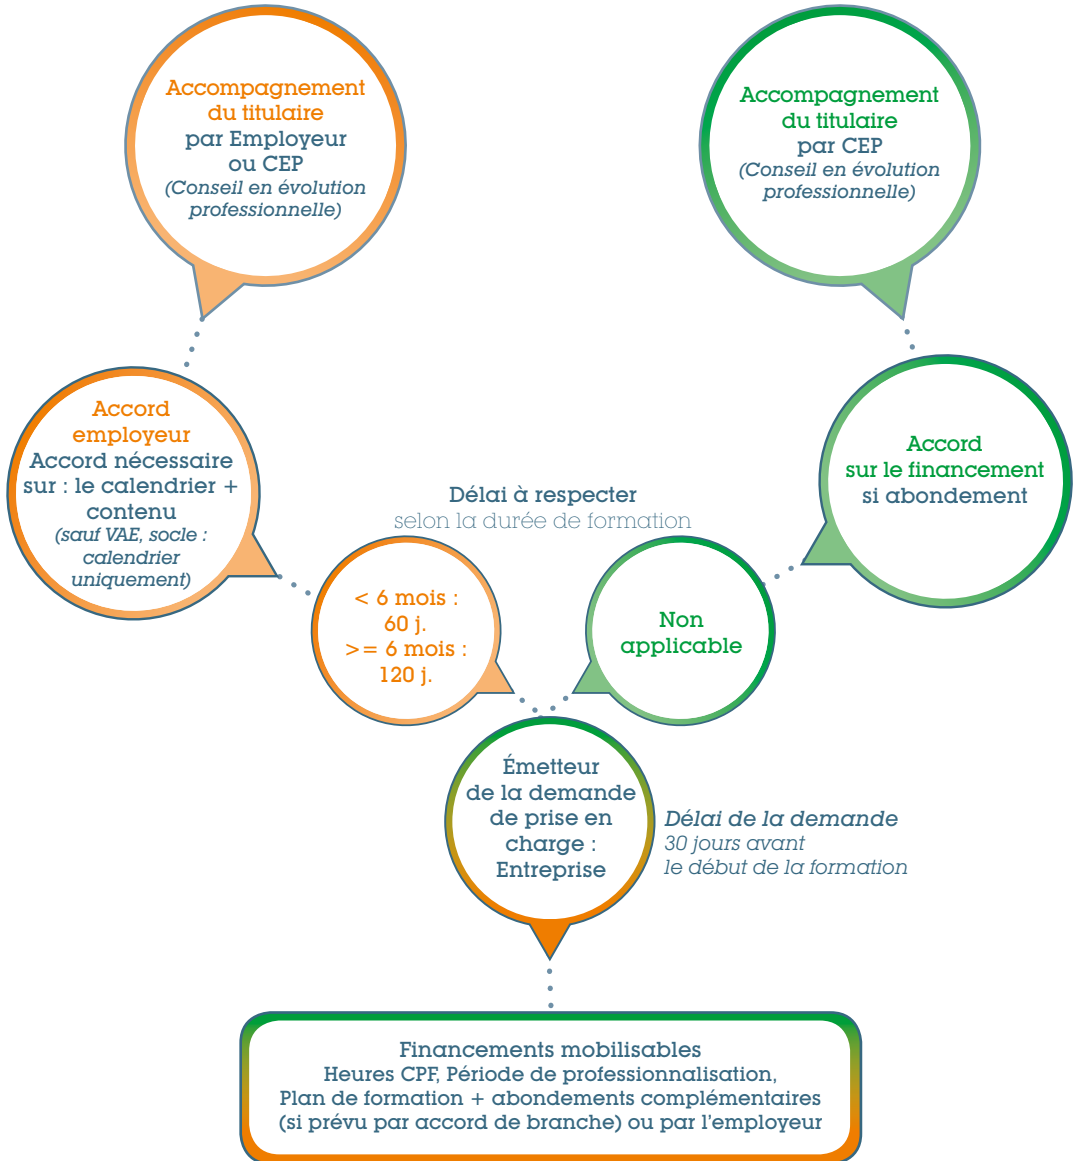 Accompagnement
du titulaire
par Employeur
ou CEP
(Conseil en évolution
professionnelle)
Accompagnement
du titulaire
par CEP
(Conseil en évolution
professionnelle)
Accord
employeur
Accord nécessaire
sur : le calendrier +
contenu
(sauf VAE, socle :
calendrier
uniquement)
Accord
sur le financement
si abondement
Délai à respecter
selon la durée de formation
< 6 mois :
60 j.
>= 6 mois :
120 j.
Non
applicable
Émetteur
de la demande
de prise en
charge :
Entreprise
Délai de la demande
30 jours avant
le début de la formation
Financements mobilisables
Heures CPF, Période de professionnalisation,
Plan de formation + abondements complémentaires
(si prévu par accord de branche) ou par l'employeur